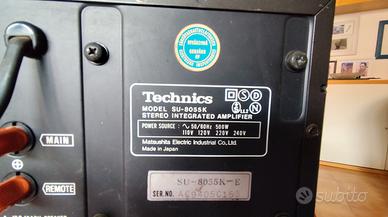 Technics
MODEL SU-8055K
STEREO INTEGRATED AMPLIFIER
POWER SOURCE : ∿ 50/60Hz 500W
110V 120V 220V 240V
Matsushita Electric Industrial Co., Ltd.
Made in Japan
D S N
MAIN
REMOTE
SU-8055K-E
SER.NO.
subito